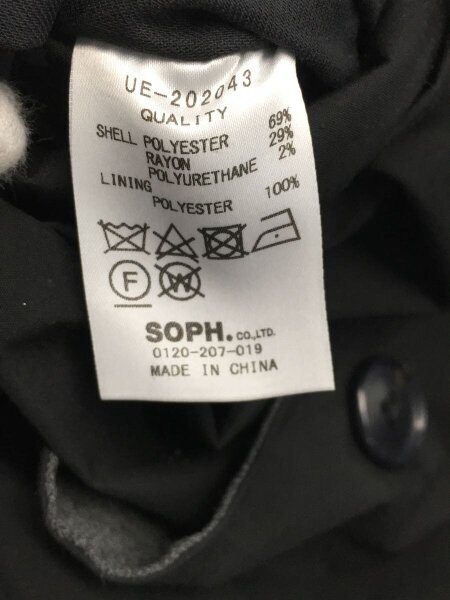 UE-202043
QUALITY
SHELL POLYESTER 69%
RAYON 29%
POLYURETHANE 2%
LINING
POLYESTER 100%
F W
SOPH. CO.,LTD.
0120-207-019
MADE IN CHINA